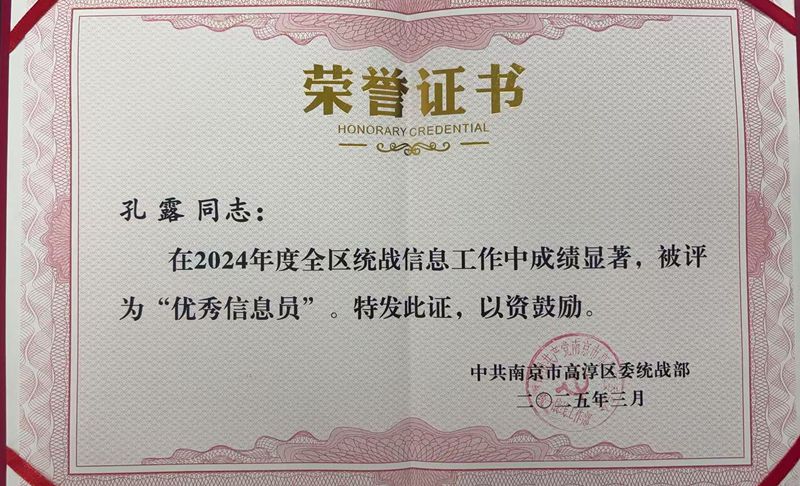 荣誉证书
HONORARY CREDENTIAL
孔露 同志：
在2024年度全区统战信息工作中成绩显著，被评
为“优秀信息员”。特发此证，以资鼓励。
中共南京市高淳区委统战部
二〇二五年三月